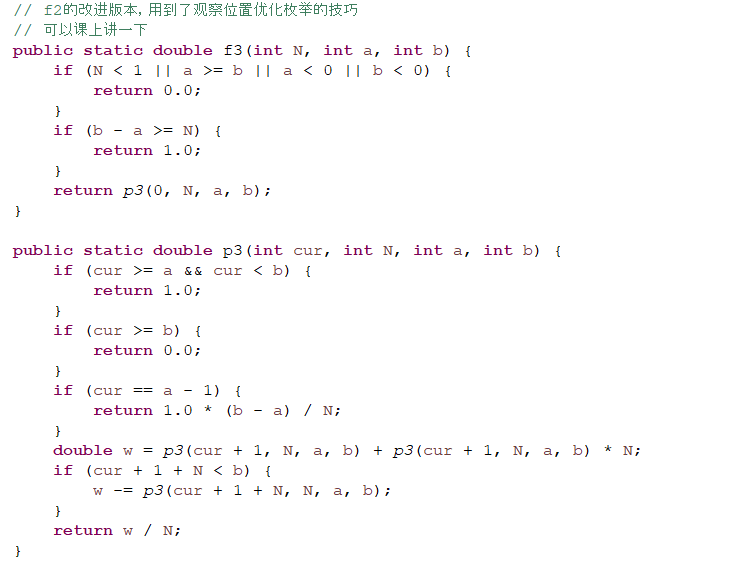 // f2的改进版本，用到了观察位置优化枚举的技巧
// 可以课上讲一下
public static double f3(int N, int a, int b) {
    if (N < 1 || a >= b || a < 0 || b < 0) {
        return 0.0;
    }
    if (b - a >= N) {
        return 1.0;
    }
    return p3(0, N, a, b);
}

public static double p3(int cur, int N, int a, int b) {
    if (cur >= a && cur < b) {
        return 1.0;
    }
    if (cur >= b) {
        return 0.0;
    }
    if (cur == a - 1) {
        return 1.0 * (b - a) / N;
    }
    double w = p3(cur + 1, N, a, b) + p3(cur + 1, N, a, b) * N;
    if (cur + 1 + N < b) {
        w -= p3(cur + 1 + N, N, a, b);
    }
    return w / N;
}